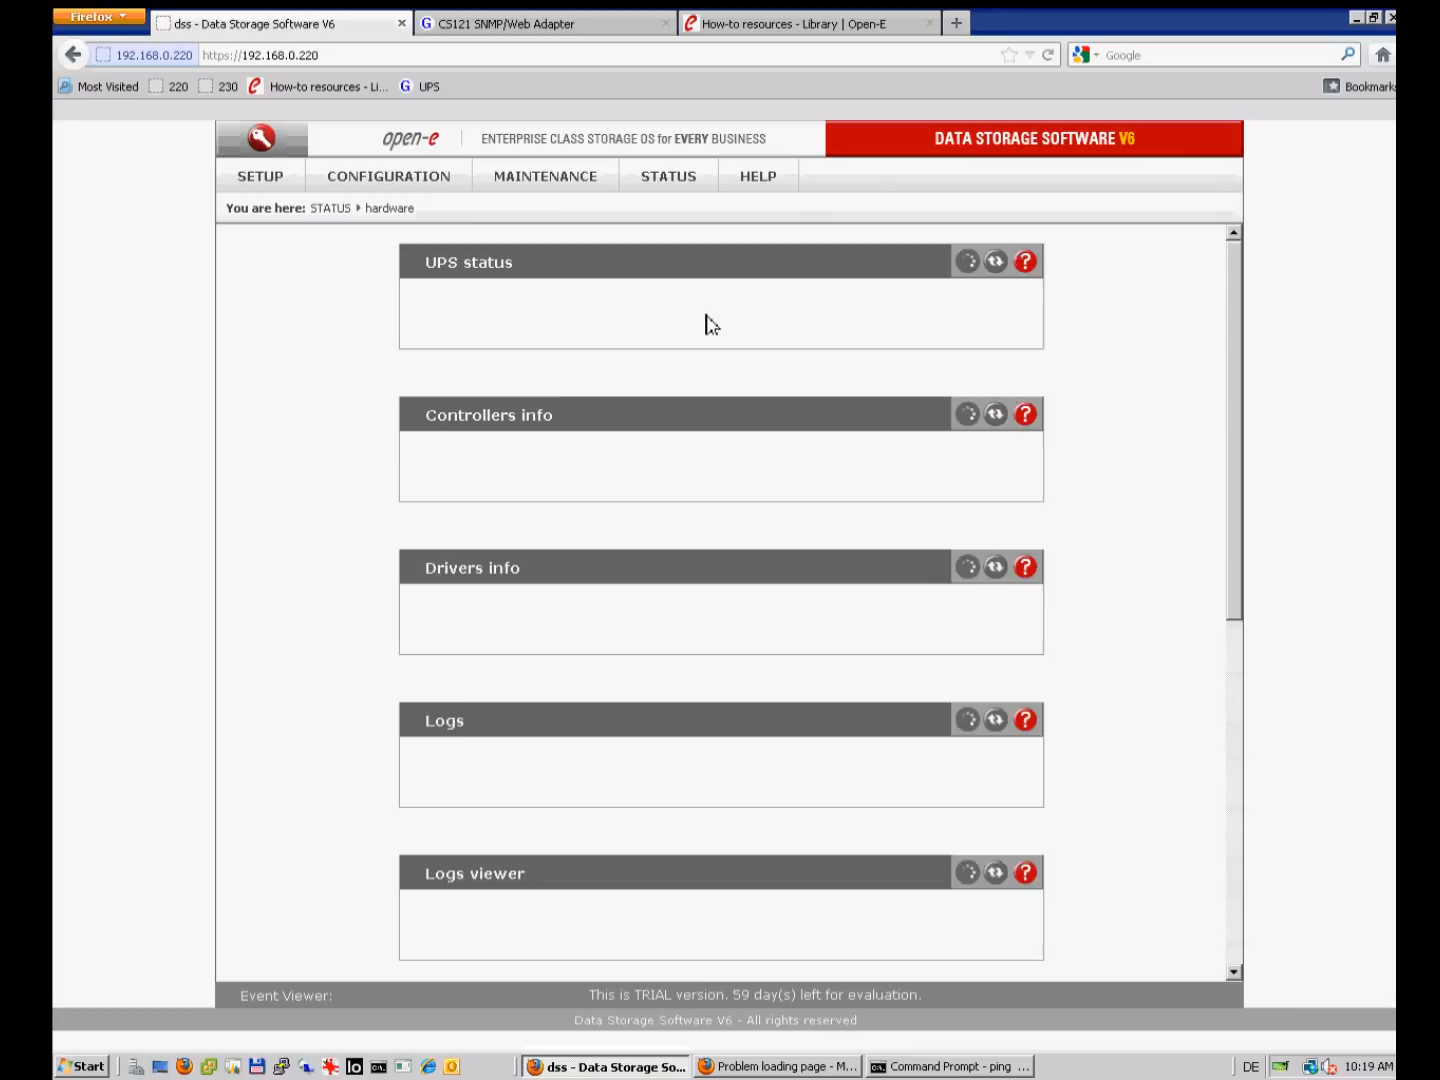 Firefox
dss - Data Storage Software V6
CS121 SNMP/Web Adapter
How-to resources - Library | Open-E
192.168.0.220
https://192.168.0.220
Google
Most Visited
220
230
How-to resources - Li...
UPS
Bookmark
open-e
ENTERPRISE CLASS STORAGE OS for EVERY BUSINESS
DATA STORAGE SOFTWARE V6
SETUP
CONFIGURATION
MAINTENANCE
STATUS
HELP
You are here: STATUS hardware
UPS status
Controllers info
Drivers info
Logs
Logs viewer
Event Viewer:
This is TRIAL version. 59 day(s) left for evaluation.
Data Storage Software V6 - All rights reserved
Start
dss - Data Storage So...
Problem loading page - M...
Command Prompt - ping ...
DE
10:19 AM